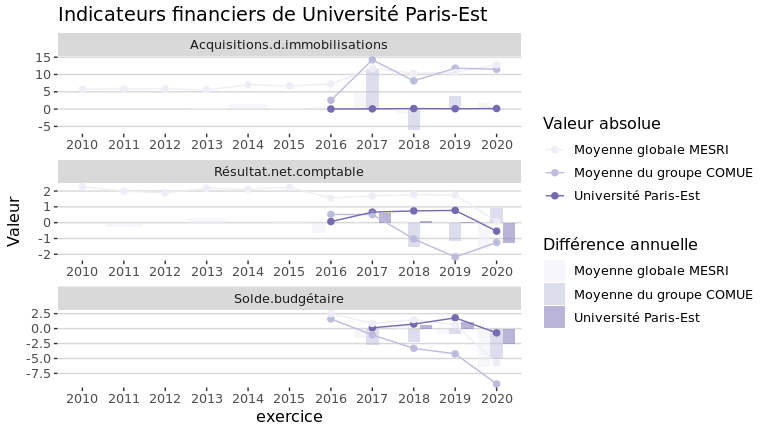 Indicateurs financiers de Université Paris-Est
Acquisitions.d.immobilisations
15
10
5
0
-5
2010 2011 2012 2013 2014 2015 2016 2017 2018 2019 2020
Résultat.net.comptable
2
1
0
-1
-2
2010 2011 2012 2013 2014 2015 2016 2017 2018 2019 2020
Solde.budgétaire
2.5
0.0
-2.5
-5.0
-7.5
2010 2011 2012 2013 2014 2015 2016 2017 2018 2019 2020
exercice
Valeur
Valeur absolue
Moyenne globale MESRI
Moyenne du groupe COMUE
Université Paris-Est
Différence annuelle
Moyenne globale MESRI
Moyenne du groupe COMUE
Université Paris-Est